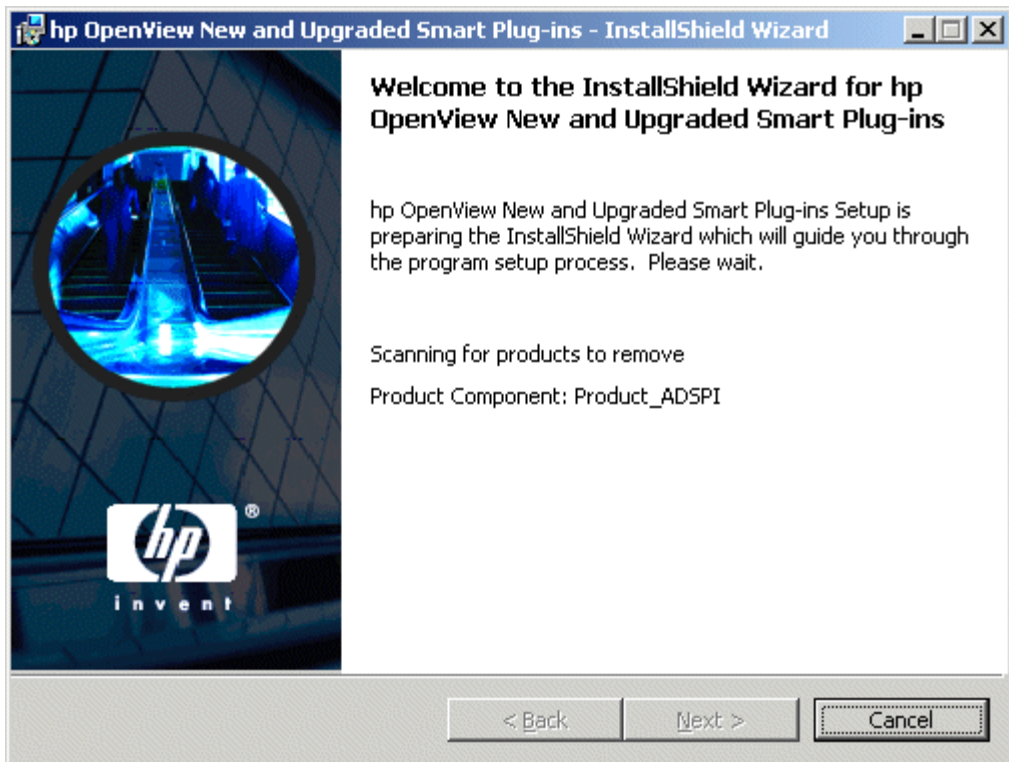 hp OpenView New and Upgraded Smart Plug-ins - InstallShield Wizard
Welcome to the InstallShield Wizard for hp
OpenView New and Upgraded Smart Plug-ins
hp OpenView New and Upgraded Smart Plug-ins Setup is
preparing the InstallShield Wizard which will guide you through
the program setup process.  Please wait.
Scanning for products to remove
Product Component: Product_ADSPI
hp ®
invent
< Back
Next >
Cancel